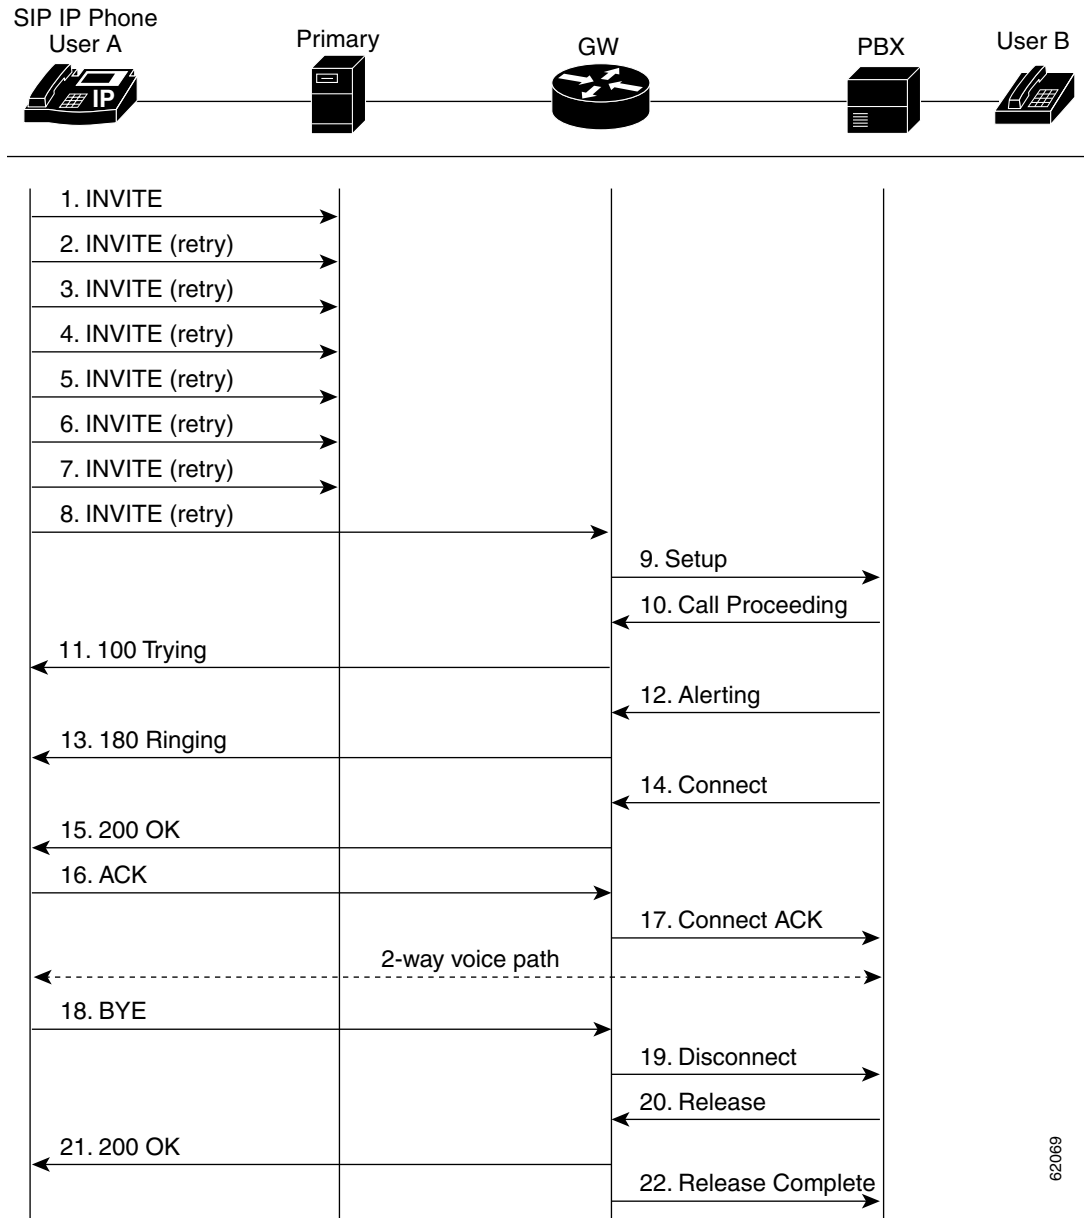 SIP IP Phone
User A
Primary
GW
PBX
User B
IP
1. INVITE
2. INVITE (retry)
3. INVITE (retry)
4. INVITE (retry)
5. INVITE (retry)
6. INVITE (retry)
7. INVITE (retry)
8. INVITE (retry)
9. Setup
10. Call Proceeding
11. 100 Trying
12. Alerting
13. 180 Ringing
14. Connect
15. 200 OK
16. ACK
17. Connect ACK
2-way voice path
18. BYE
19. Disconnect
20. Release
21. 200 OK
22. Release Complete
62069